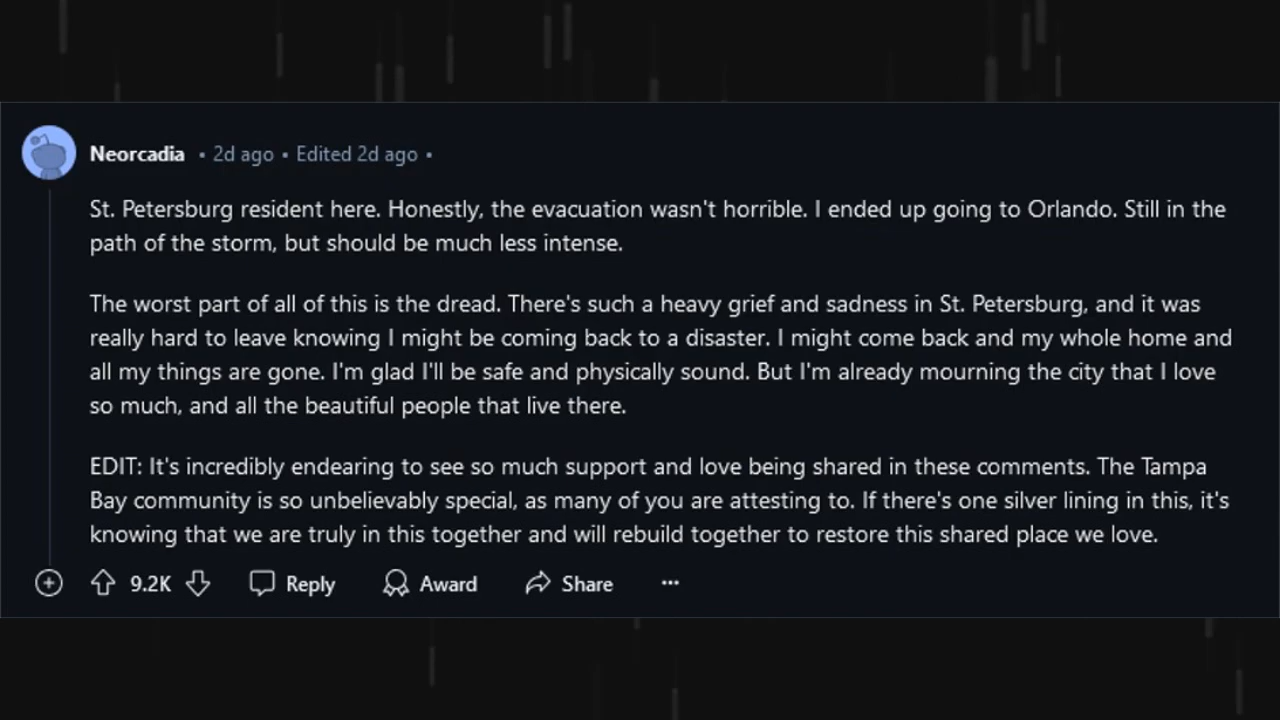 Neorcadia • 2d ago • Edited 2d ago •
St. Petersburg resident here. Honestly, the evacuation wasn't horrible. I ended up going to Orlando. Still in the
path of the storm, but should be much less intense.
The worst part of all of this is the dread. There's such a heavy grief and sadness in St. Petersburg, and it was
really hard to leave knowing I might be coming back to a disaster. I might come back and my whole home and
all my things are gone. I'm glad I'll be safe and physically sound. But I'm already mourning the city that I love
so much, and all the beautiful people that live there.
EDIT: It's incredibly endearing to see so much support and love being shared in these comments. The Tampa
Bay community is so unbelievably special, as many of you are attesting to. If there's one silver lining in this, it's
knowing that we are truly in this together and will rebuild together to restore this shared place we love.
9.2K Reply Award Share ···